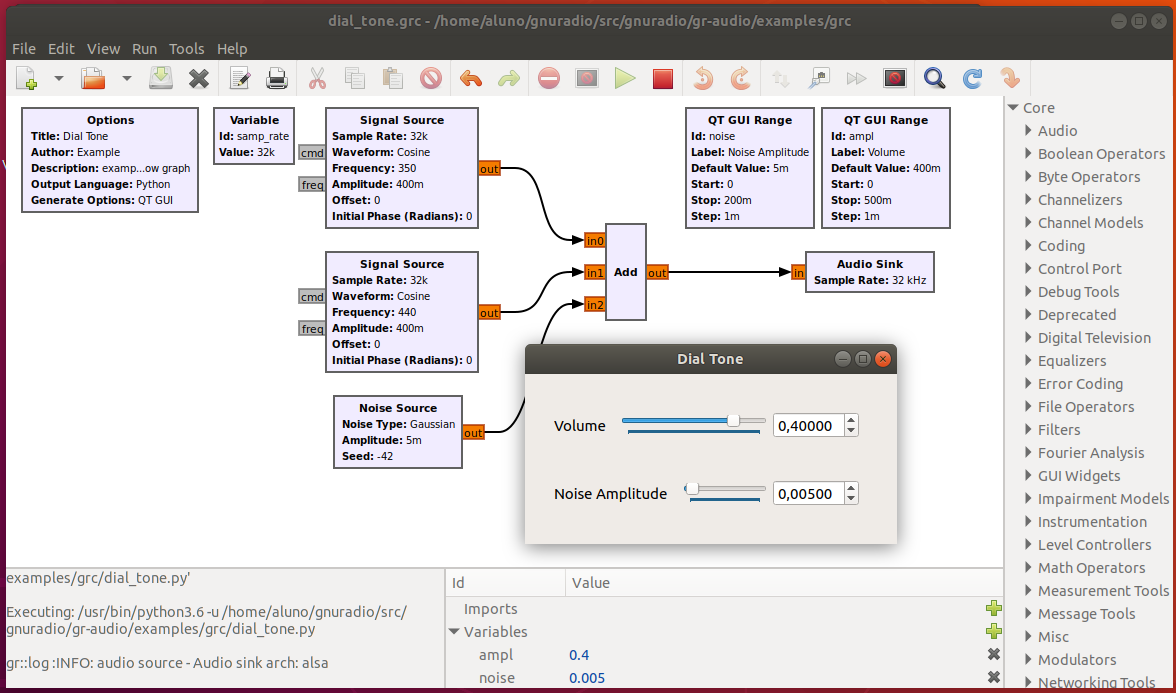 dial_tone.grc - /home/aluno/gnuradio/src/gnuradio/gr-audio/examples/grc
File Edit View Run Tools Help
Options
Title: Dial Tone
Author: Example
Description: examp...ow graph
Output Language: Python
Generate Options: QT GUI
Variable
Id: samp_rate
Value: 32k
Signal Source
Sample Rate: 32k
Waveform: Cosine
Frequency: 350
Amplitude: 400m
Offset: 0
Initial Phase (Radians): 0
cmd
freq
out
QT GUI Range
Id: noise
Label: Noise Amplitude
Default Value: 5m
Start: 0
Stop: 200m
Step: 1m
QT GUI Range
Id: ampl
Label: Volume
Default Value: 400m
Start: 0
Stop: 500m
Step: 1m
Signal Source
Sample Rate: 32k
Waveform: Cosine
Frequency: 440
Amplitude: 400m
Offset: 0
Initial Phase (Radians): 0
cmd
freq
out
in0
in1
in2
Add
out
in
Audio Sink
Sample Rate: 32 kHz
Noise Source
Noise Type: Gaussian
Amplitude: 5m
Seed: -42
out
Dial Tone
Volume 0,40000
Noise Amplitude 0,00500
Core
Audio
Boolean Operators
Byte Operators
Channelizers
Channel Models
Coding
Control Port
Debug Tools
Deprecated
Digital Television
Equalizers
Error Coding
File Operators
Filters
Fourier Analysis
GUI Widgets
Impairment Models
Instrumentation
Level Controllers
Math Operators
Measurement Tools
Message Tools
Misc
Modulators
Networking Tools
examples/grc/dial_tone.py'
Executing: /usr/bin/python3.6 -u /home/aluno/gnuradio/src/
gnuradio/gr-audio/examples/grc/dial_tone.py
gr::log :INFO: audio source - Audio sink arch: alsa
Id Value
Imports
Variables
ampl 0.4
noise 0.005